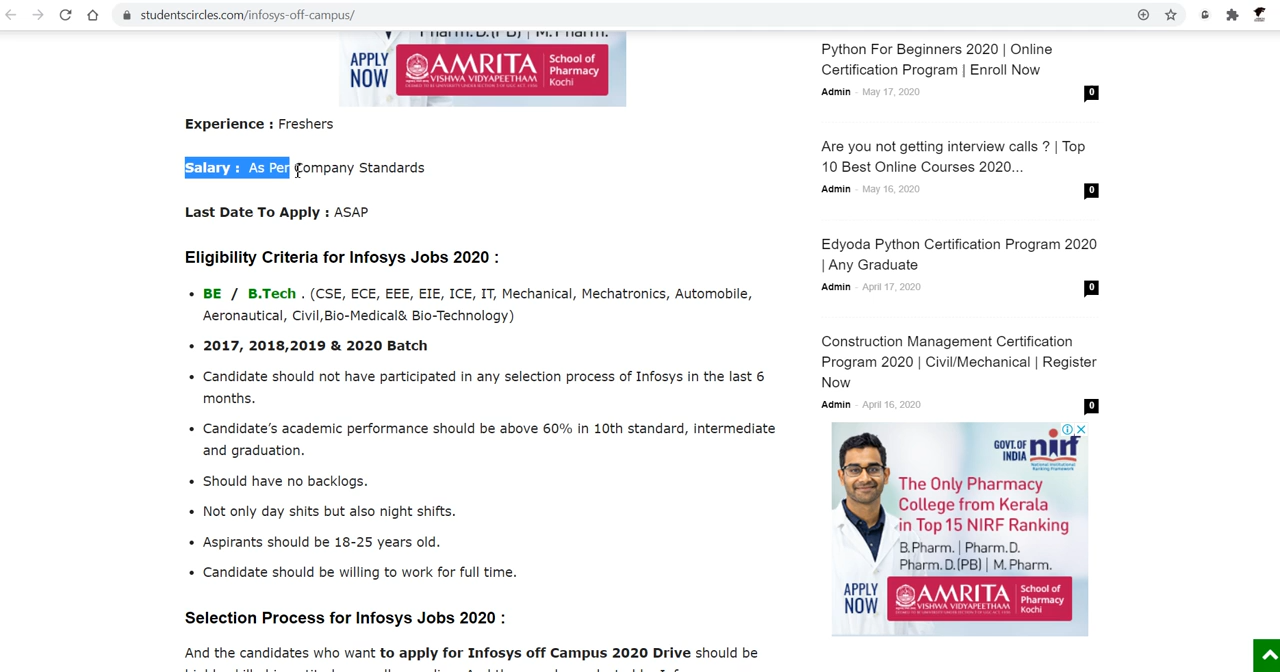 studentscircles.com/infosys-off-campus/
Pharm.D.(PB) | M.Pharm.
APPLY NOW
AMRITA
VISHWA VIDYAPEETHAM
School of Pharmacy Kochi
Experience : Freshers
Salary :  As Per Company Standards
Last Date To Apply : ASAP
Eligibility Criteria for Infosys Jobs 2020 :
• BE / B.Tech . (CSE, ECE, EEE, EIE, ICE, IT, Mechanical, Mechatronics, Automobile,
Aeronautical, Civil,Bio-Medical& Bio-Technology)
• 2017, 2018,2019 & 2020 Batch
• Candidate should not have participated in any selection process of Infosys in the last 6
months.
• Candidate’s academic performance should be above 60% in 10th standard, intermediate
and graduation.
• Should have no backlogs.
• Not only day shits but also night shifts.
• Aspirants should be 18-25 years old.
• Candidate should be willing to work for full time.
Selection Process for Infosys Jobs 2020 :
And the candidates who want to apply for Infosys off Campus 2020 Drive should be
Python For Beginners 2020 | Online
Certification Program | Enroll Now
Admin - May 17, 2020
0
Are you not getting interview calls ? | Top
10 Best Online Courses 2020...
Admin - May 16, 2020
0
Edyoda Python Certification Program 2020
| Any Graduate
Admin - April 17, 2020
0
Construction Management Certification
Program 2020 | Civil/Mechanical | Register
Now
Admin - April 16, 2020
0
GOVT. OF
INDIA
nirf
The Only Pharmacy
College from Kerala
in Top 15 NIRF Ranking
B.Pharm. | Pharm.D.
Pharm.D.(PB) | M.Pharm.
APPLY NOW
AMRITA
VISHWA VIDYAPEETHAM
School of
Pharmacy
Kochi